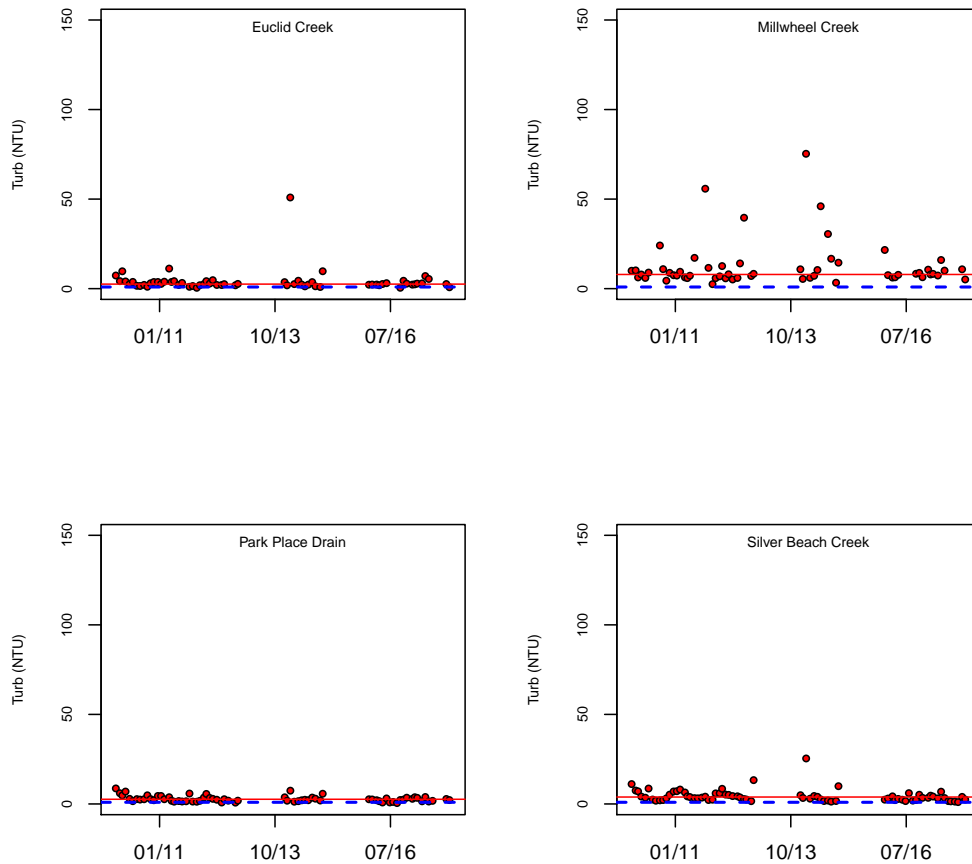 Euclid Creek
Turb (NTU)
150
100
50
0
01/11 10/13 07/16
Millwheel Creek
Turb (NTU)
150
100
50
0
01/11 10/13 07/16
Park Place Drain
Turb (NTU)
150
100
50
0
01/11 10/13 07/16
Silver Beach Creek
Turb (NTU)
150
100
50
0
01/11 10/13 07/16